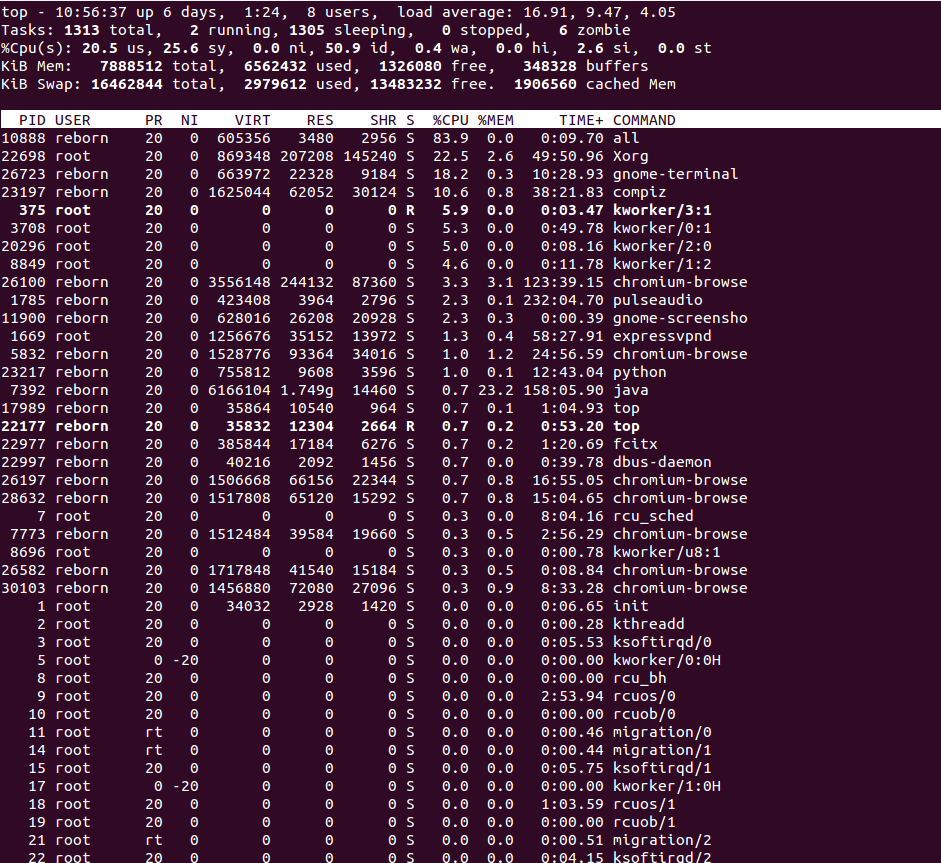 top - 10:56:37 up 6 days,  1:24,  8 users,  load average: 16.91, 9.47, 4.05
Tasks: 1313 total,   2 running, 1305 sleeping,   0 stopped,   6 zombie
%Cpu(s): 20.5 us, 25.6 sy,  0.0 ni, 50.9 id,  0.4 wa,  0.0 hi,  2.6 si,  0.0 st
KiB Mem:   7888512 total,  6562432 used,  1326080 free,   348328 buffers
KiB Swap: 16462844 total,  2979612 used, 13483232 free.  1906560 cached Mem
PID USER      PR  NI    VIRT    RES    SHR S  %CPU %MEM     TIME+ COMMAND
10888 reborn    20   0  605356   3480   2956 S  83.9  0.0   0:09.70 all
22698 root      20   0  869348 207208 145240 S  22.5  2.6  49:50.96 Xorg
26723 reborn    20   0  663972  22328   9184 S  18.2  0.3  10:28.93 gnome-terminal
23197 reborn    20   0 1625044  62052  30124 S  10.6  0.8  38:21.83 compiz
375 root      20   0       0      0      0 R   5.9  0.0   0:03.47 kworker/3:1
3708 root      20   0       0      0      0 S   5.3  0.0   0:49.78 kworker/0:1
20296 root      20   0       0      0      0 S   5.0  0.0   0:08.16 kworker/2:0
8849 root      20   0       0      0      0 S   4.6  0.0   0:11.78 kworker/1:2
26100 reborn    20   0 3556148 244132  87360 S   3.3  3.1 123:39.15 chromium-browse
1785 reborn    20   0  423408   3964   2796 S   2.3  0.1 232:04.70 pulseaudio
11900 reborn    20   0  628016  26208  20928 S   2.3  0.3   0:00.39 gnome-screensho
1669 root      20   0 1256676  35152  13972 S   1.3  0.4  58:27.91 expressvpnd
5832 reborn    20   0 1528776  93364  34016 S   1.0  1.2  24:56.59 chromium-browse
23217 reborn    20   0  755812   9608   3596 S   1.0  0.1  12:43.04 python
7392 reborn    20   0 6166104 1.749g  14460 S   0.7 23.2 158:05.90 java
17989 reborn    20   0   35864  10540    964 S   0.7  0.1   1:04.93 top
22177 reborn    20   0   35832  12304   2664 R   0.7  0.2   0:53.20 top
22977 reborn    20   0  385844  17184   6276 S   0.7  0.2   1:20.69 fcitx
22997 reborn    20   0   40216   2092   1456 S   0.7  0.0   0:39.78 dbus-daemon
26197 reborn    20   0 1506668  66156  22344 S   0.7  0.8  16:55.05 chromium-browse
28632 reborn    20   0 1517808  65120  15292 S   0.7  0.8  15:04.65 chromium-browse
7 root      20   0       0      0      0 S   0.3  0.0   8:04.16 rcu_sched
7773 reborn    20   0 1512484  39584  19660 S   0.3  0.5   2:56.29 chromium-browse
8696 root      20   0       0      0      0 S   0.3  0.0   0:00.78 kworker/u8:1
26582 reborn    20   0 1717848  41540  15184 S   0.3  0.5   0:08.84 chromium-browse
30103 reborn    20   0 1456880  72080  27096 S   0.3  0.9   8:33.28 chromium-browse
1 root      20   0   34032   2928   1420 S   0.0  0.0   0:06.65 init
2 root      20   0       0      0      0 S   0.0  0.0   0:00.28 kthreadd
3 root      20   0       0      0      0 S   0.0  0.0   0:05.53 ksoftirqd/0
5 root       0 -20       0      0      0 S   0.0  0.0   0:00.00 kworker/0:0H
8 root      20   0       0      0      0 S   0.0  0.0   0:00.00 rcu_bh
9 root      20   0       0      0      0 S   0.0  0.0   2:53.94 rcuos/0
10 root      20   0       0      0      0 S   0.0  0.0   0:00.00 rcuob/0
11 root      rt   0       0      0      0 S   0.0  0.0   0:00.46 migration/0
14 root      rt   0       0      0      0 S   0.0  0.0   0:00.44 migration/1
15 root      20   0       0      0      0 S   0.0  0.0   0:05.75 ksoftirqd/1
17 root       0 -20       0      0      0 S   0.0  0.0   0:00.00 kworker/1:0H
18 root      20   0       0      0      0 S   0.0  0.0   1:03.59 rcuos/1
19 root      20   0       0      0      0 S   0.0  0.0   0:00.00 rcuob/1
21 root      rt   0       0      0      0 S   0.0  0.0   0:00.51 migration/2
22 root      20   0       0      0      0 S   0.0  0.0   0:04.15 ksoftirqd/2